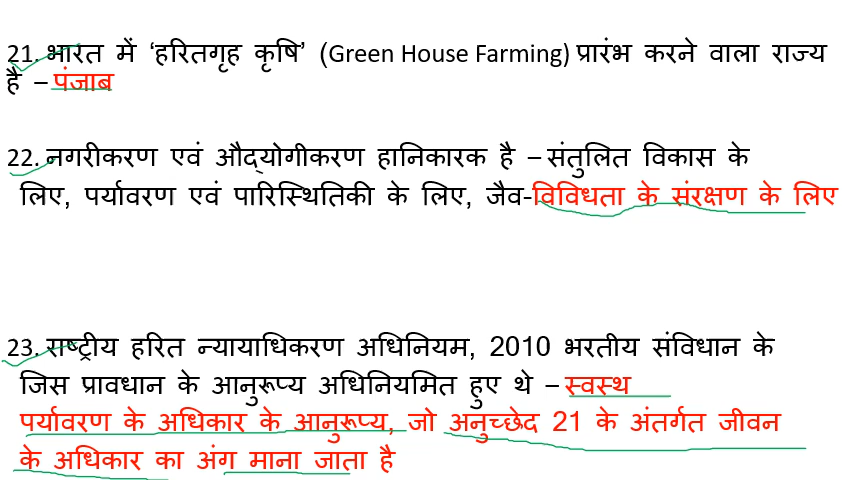 21. भारत में ‘हरितगृह कृषि’ (Green House Farming) प्रारंभ करने वाला राज्य
है – पंजाब
22. नगरीकरण एवं औद्योगीकरण हानिकारक है – संतुलित विकास के
लिए, पर्यावरण एवं पारिस्थितिकी के लिए, जैव-विविधता के संरक्षण के लिए
23. राष्ट्रीय हरित न्यायाधिकरण अधिनियम, 2010 भरतीय संविधान के
जिस प्रावधान के आनुरूप्य अधिनियमित हुए थे – स्वस्थ
पर्यावरण के अधिकार के आनुरूप्य, जो अनुच्छेद 21 के अंतर्गत जीवन
के अधिकार का अंग माना जाता है